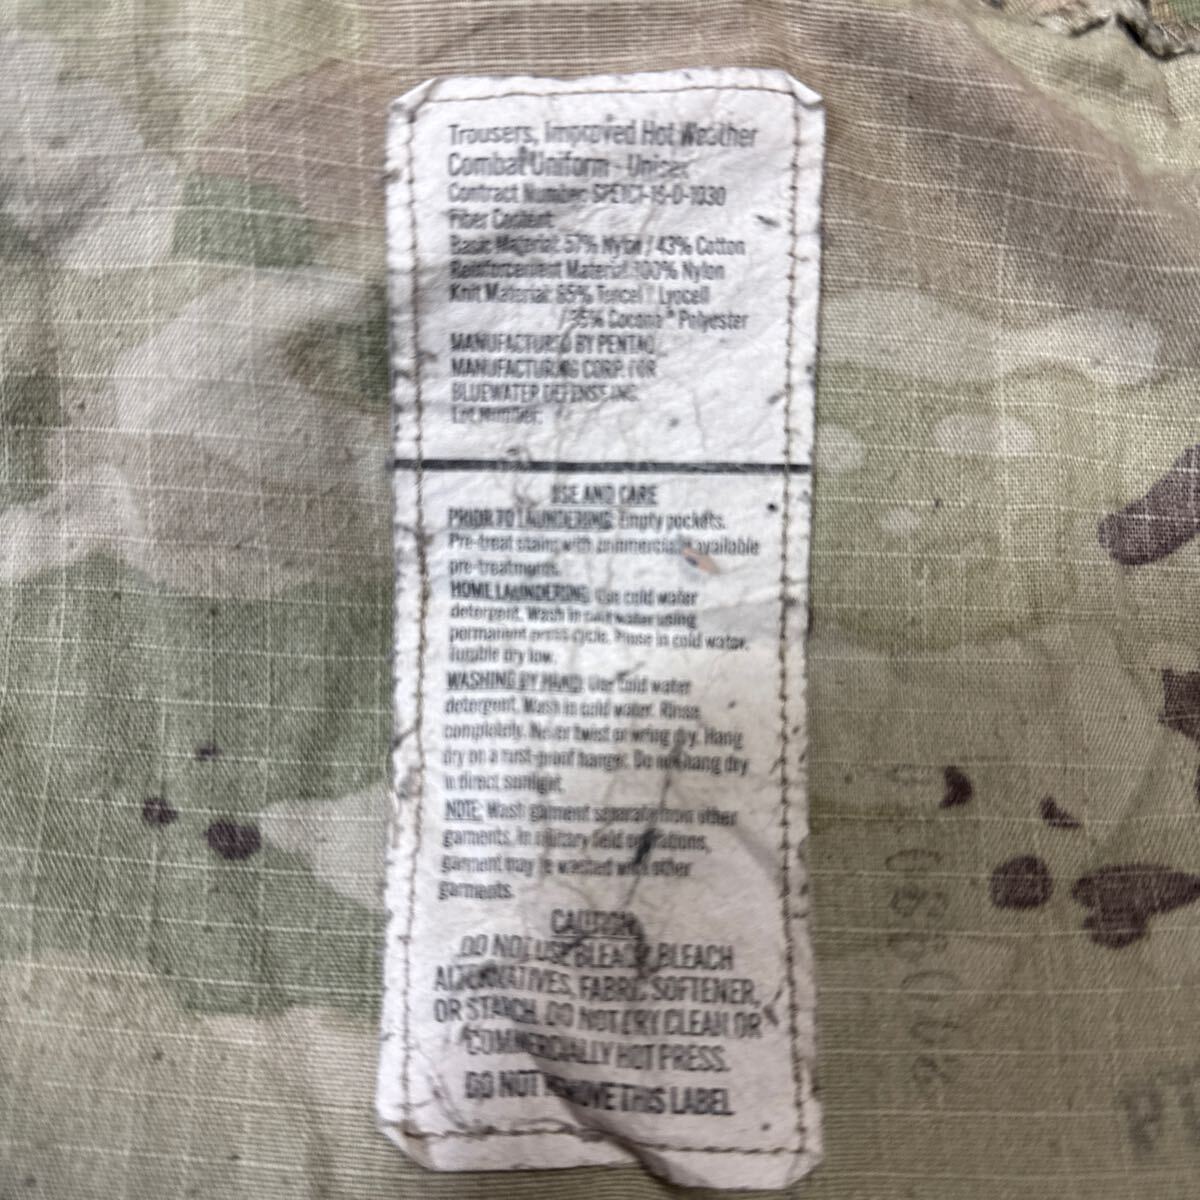 Trousers, Improved Hot Weather
Combat Uniform - Unisex
Contract Number: SPE1C1-15-D-1030
Fiber Content:
Basic Material: 57% Nylon / 43% Cotton
Reinforcement Material: 100% Nylon
Knit Material: 65% Tencel Lyocell
/ 35% Cocona® Polyester
MANUFACTURED BY PENTAQ
MANUFACTURING CORP. FOR
BLUEWATER DEFENSE INC.
Lot Number:
USE AND CARE
PRIOR TO LAUNDERING: Empty pockets.
Pre-treat stains with commercially available
pre-treatments.
HOME LAUNDERING: Use cold water
detergent. Wash in cold water using
permanent press cycle. Rinse in cold water.
Tumble dry low.
WASHING BY HAND: Use cold water
detergent. Wash in cold water. Rinse
completely. Never twist or wring dry. Hang
dry on a rust-proof hanger. Do not hang dry
in direct sunlight.
NOTE: Wash garment separate from other
garments. In military field operations,
garment may be washed with other
garments.
CAUTION
DO NOT USE BLEACH, BLEACH
ALTERNATIVES, FABRIC SOFTENER,
OR STARCH. DO NOT DRY CLEAN OR
COMMERCIALLY HOT PRESS.
DO NOT REMOVE THIS LABEL